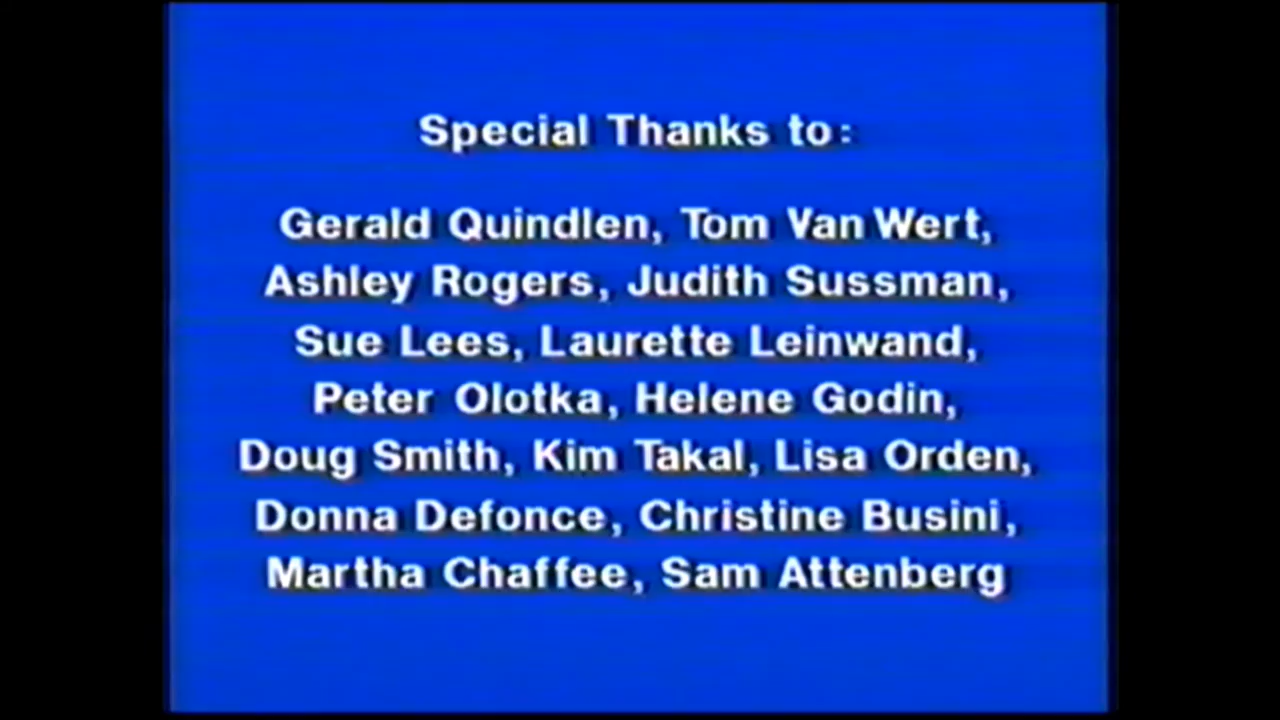 Special Thanks to:
Gerald Quindlen, Tom Van Wert,
Ashley Rogers, Judith Sussman,
Sue Lees, Laurette Leinwand,
Peter Olotka, Helene Godin,
Doug Smith, Kim Takal, Lisa Orden,
Donna Defonce, Christine Busini,
Martha Chaffee, Sam Attenberg